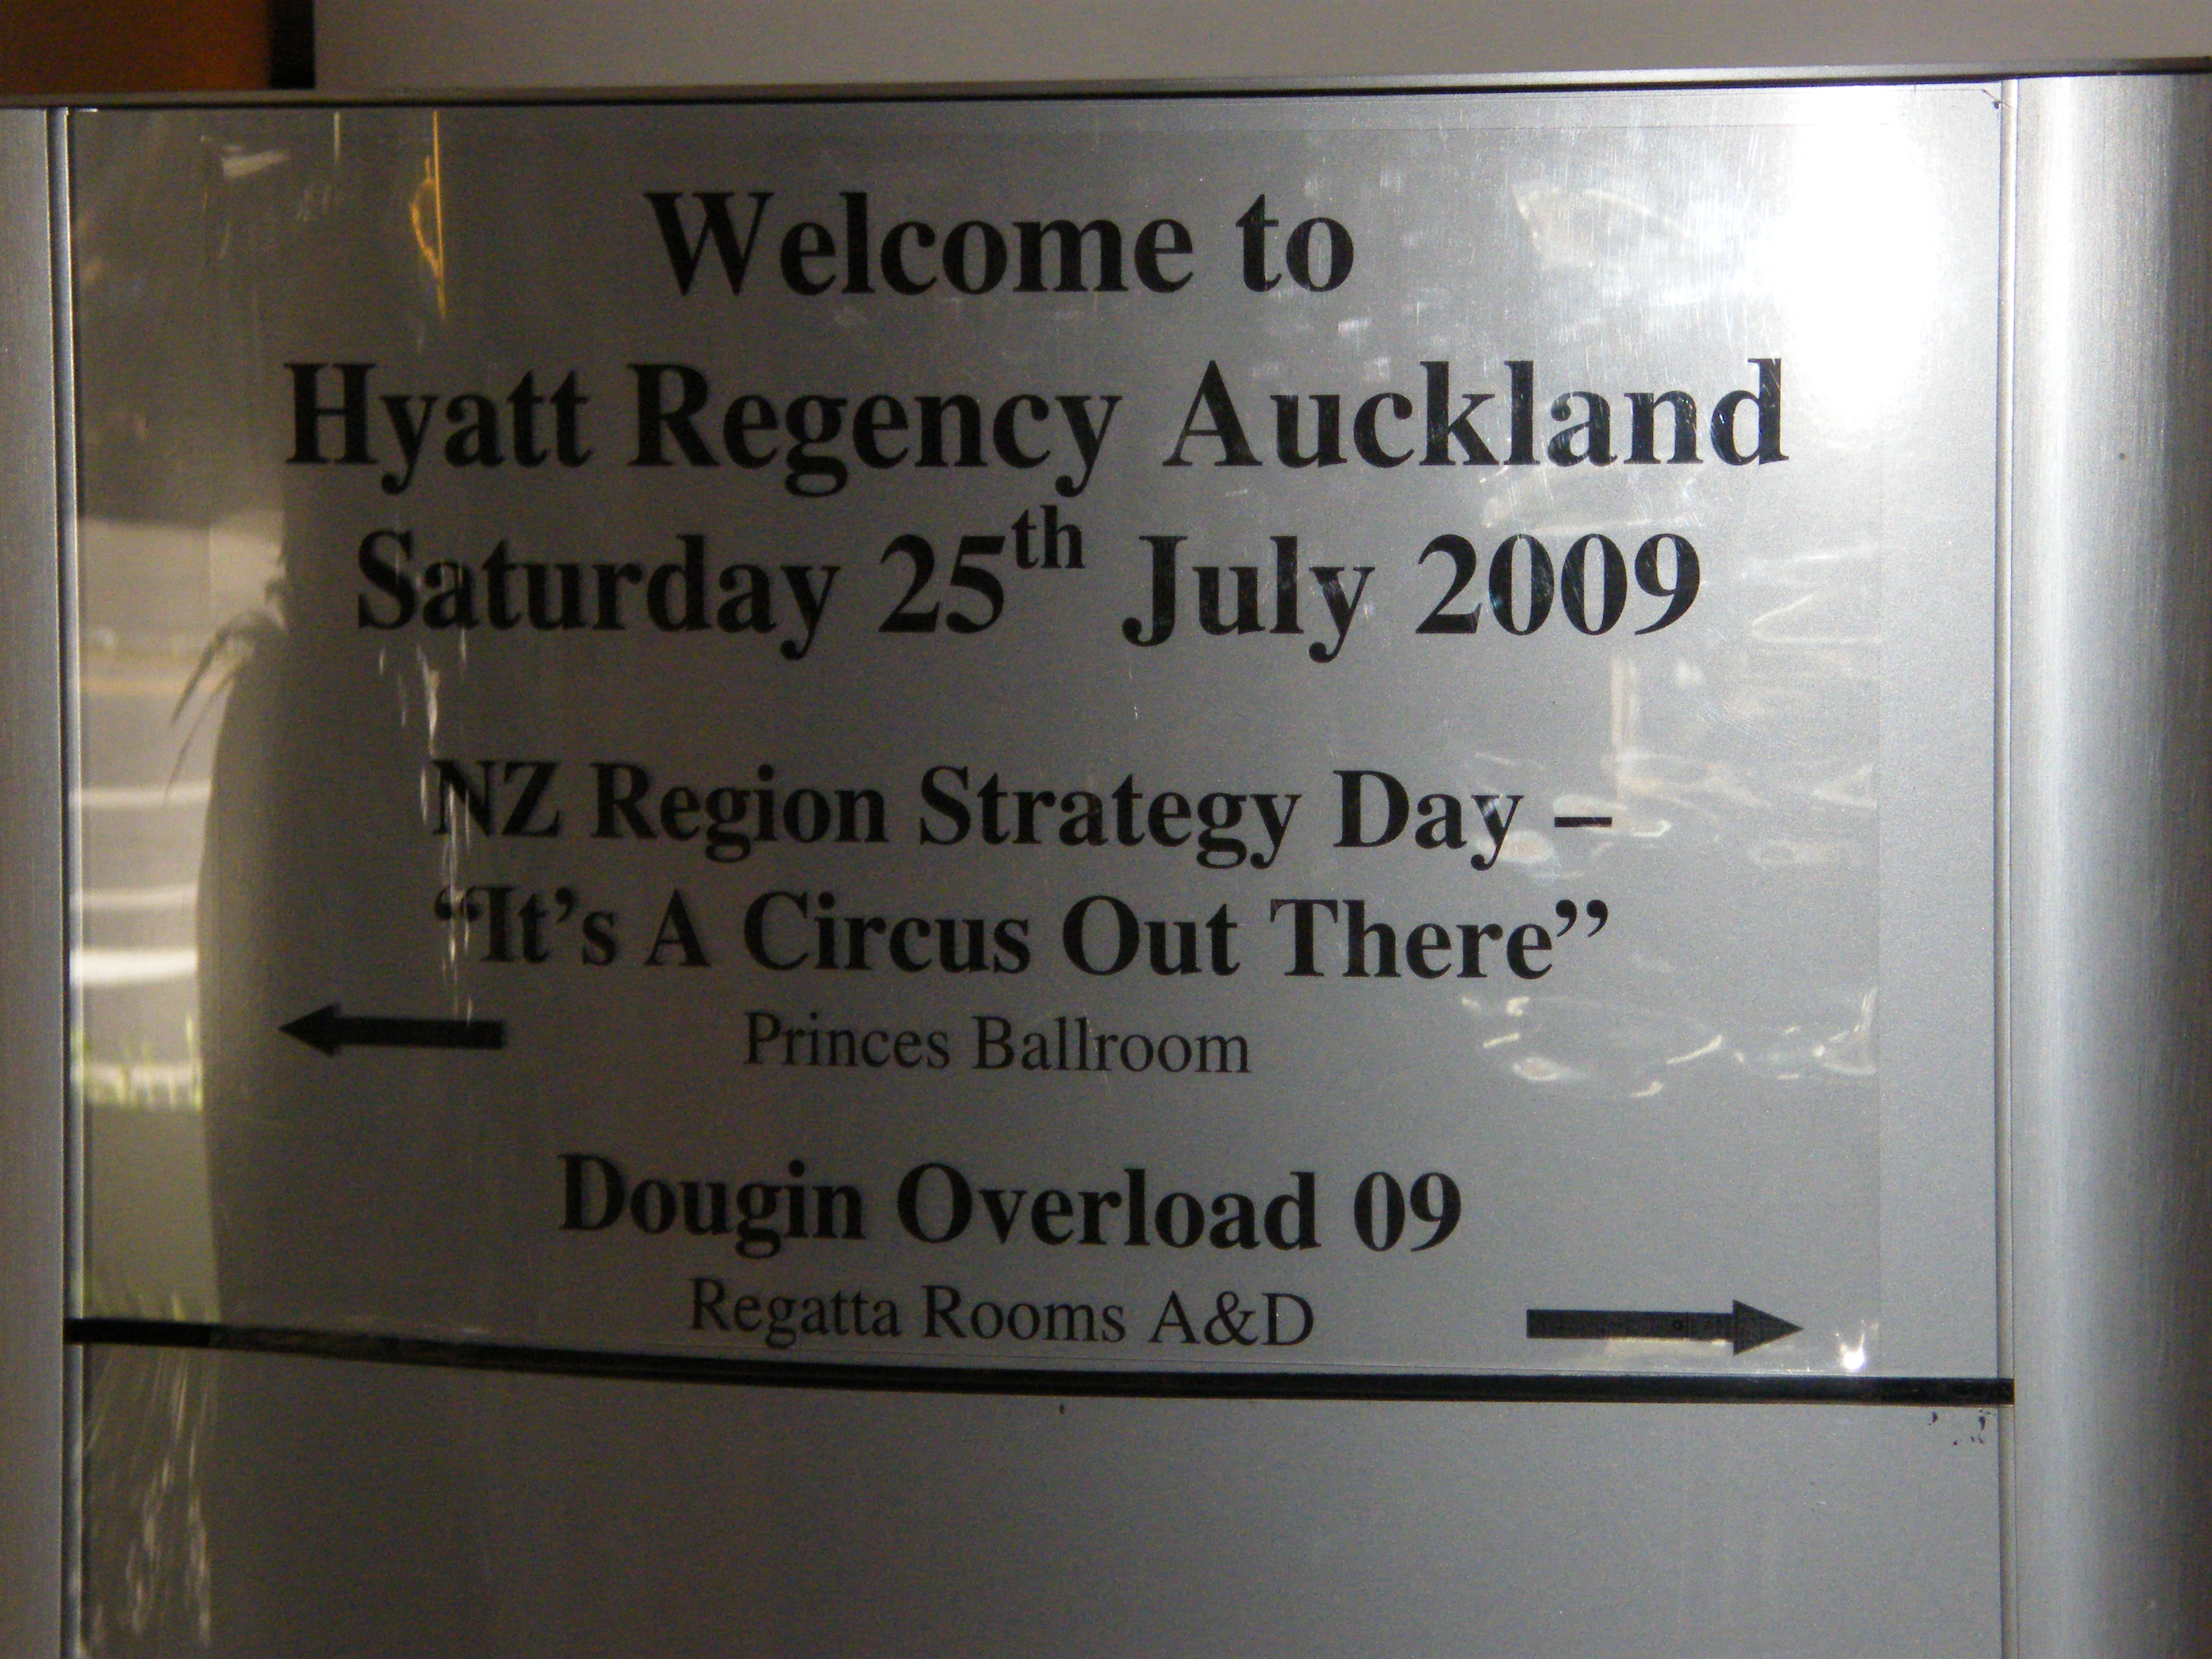 Welcome to
Hyatt Regency Auckland
Saturday 25th July 2009
NZ Region Strategy Day –
“It’s A Circus Out There”
Princes Ballroom
Dougin Overload 09
Regatta Rooms A&D